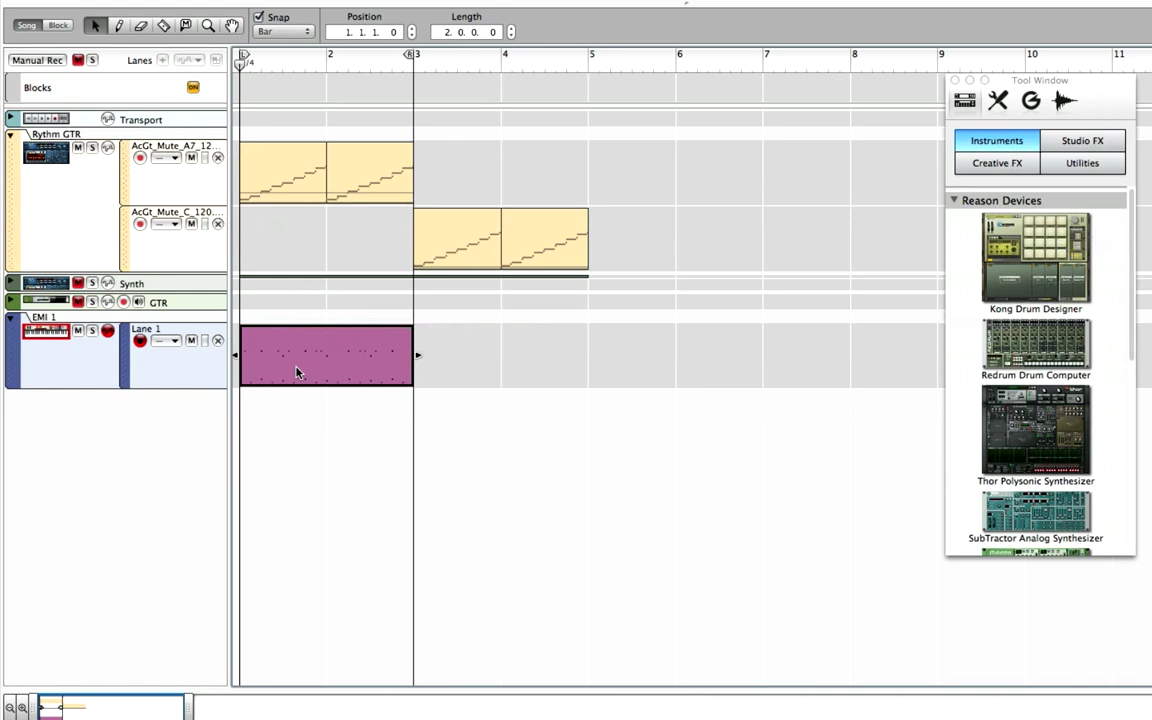 Song Block
Snap
Bar
Position
1. 1. 1. 0
Length
2. 0. 0. 0
Manual Rec
M S
Lanes
L
R
2 3 4 5 6 7 8 9 10 11
/4
Blocks
ON
Transport
Rythm GTR
M S
AcGt_Mute_A7_12...
M
AcGt_Mute_C_120....
M
M S
Synth
M S
GTR
EMI 1
M S
Lane 1
M
Tool Window
Instruments
Studio FX
Creative FX
Utilities
Reason Devices
Kong Drum Designer
Redrum Drum Computer
Thor Polysonic Synthesizer
SubTractor Analog Synthesizer